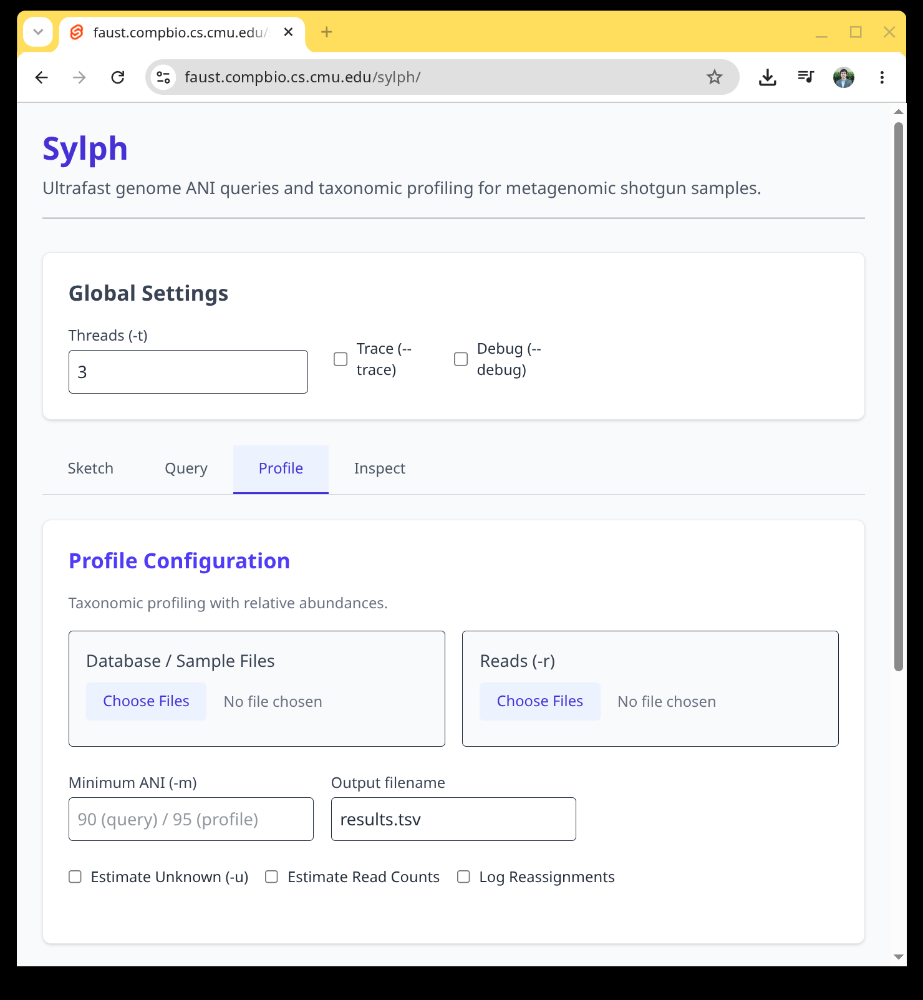 faust.compbio.cs.cmu.edu/
faust.compbio.cs.cmu.edu/sylph/
Sylph
Ultrafast genome ANI queries and taxonomic profiling for metagenomic shotgun samples.
Global Settings
Threads (-t)
3
Trace (--
trace)
Debug (--
debug)
Sketch
Query
Profile
Inspect
Profile Configuration
Taxonomic profiling with relative abundances.
Database / Sample Files
Choose Files
No file chosen
Reads (-r)
Choose Files
No file chosen
Minimum ANI (-m)
90 (query) / 95 (profile)
Output filename
results.tsv
Estimate Unknown (-u)
Estimate Read Counts
Log Reassignments